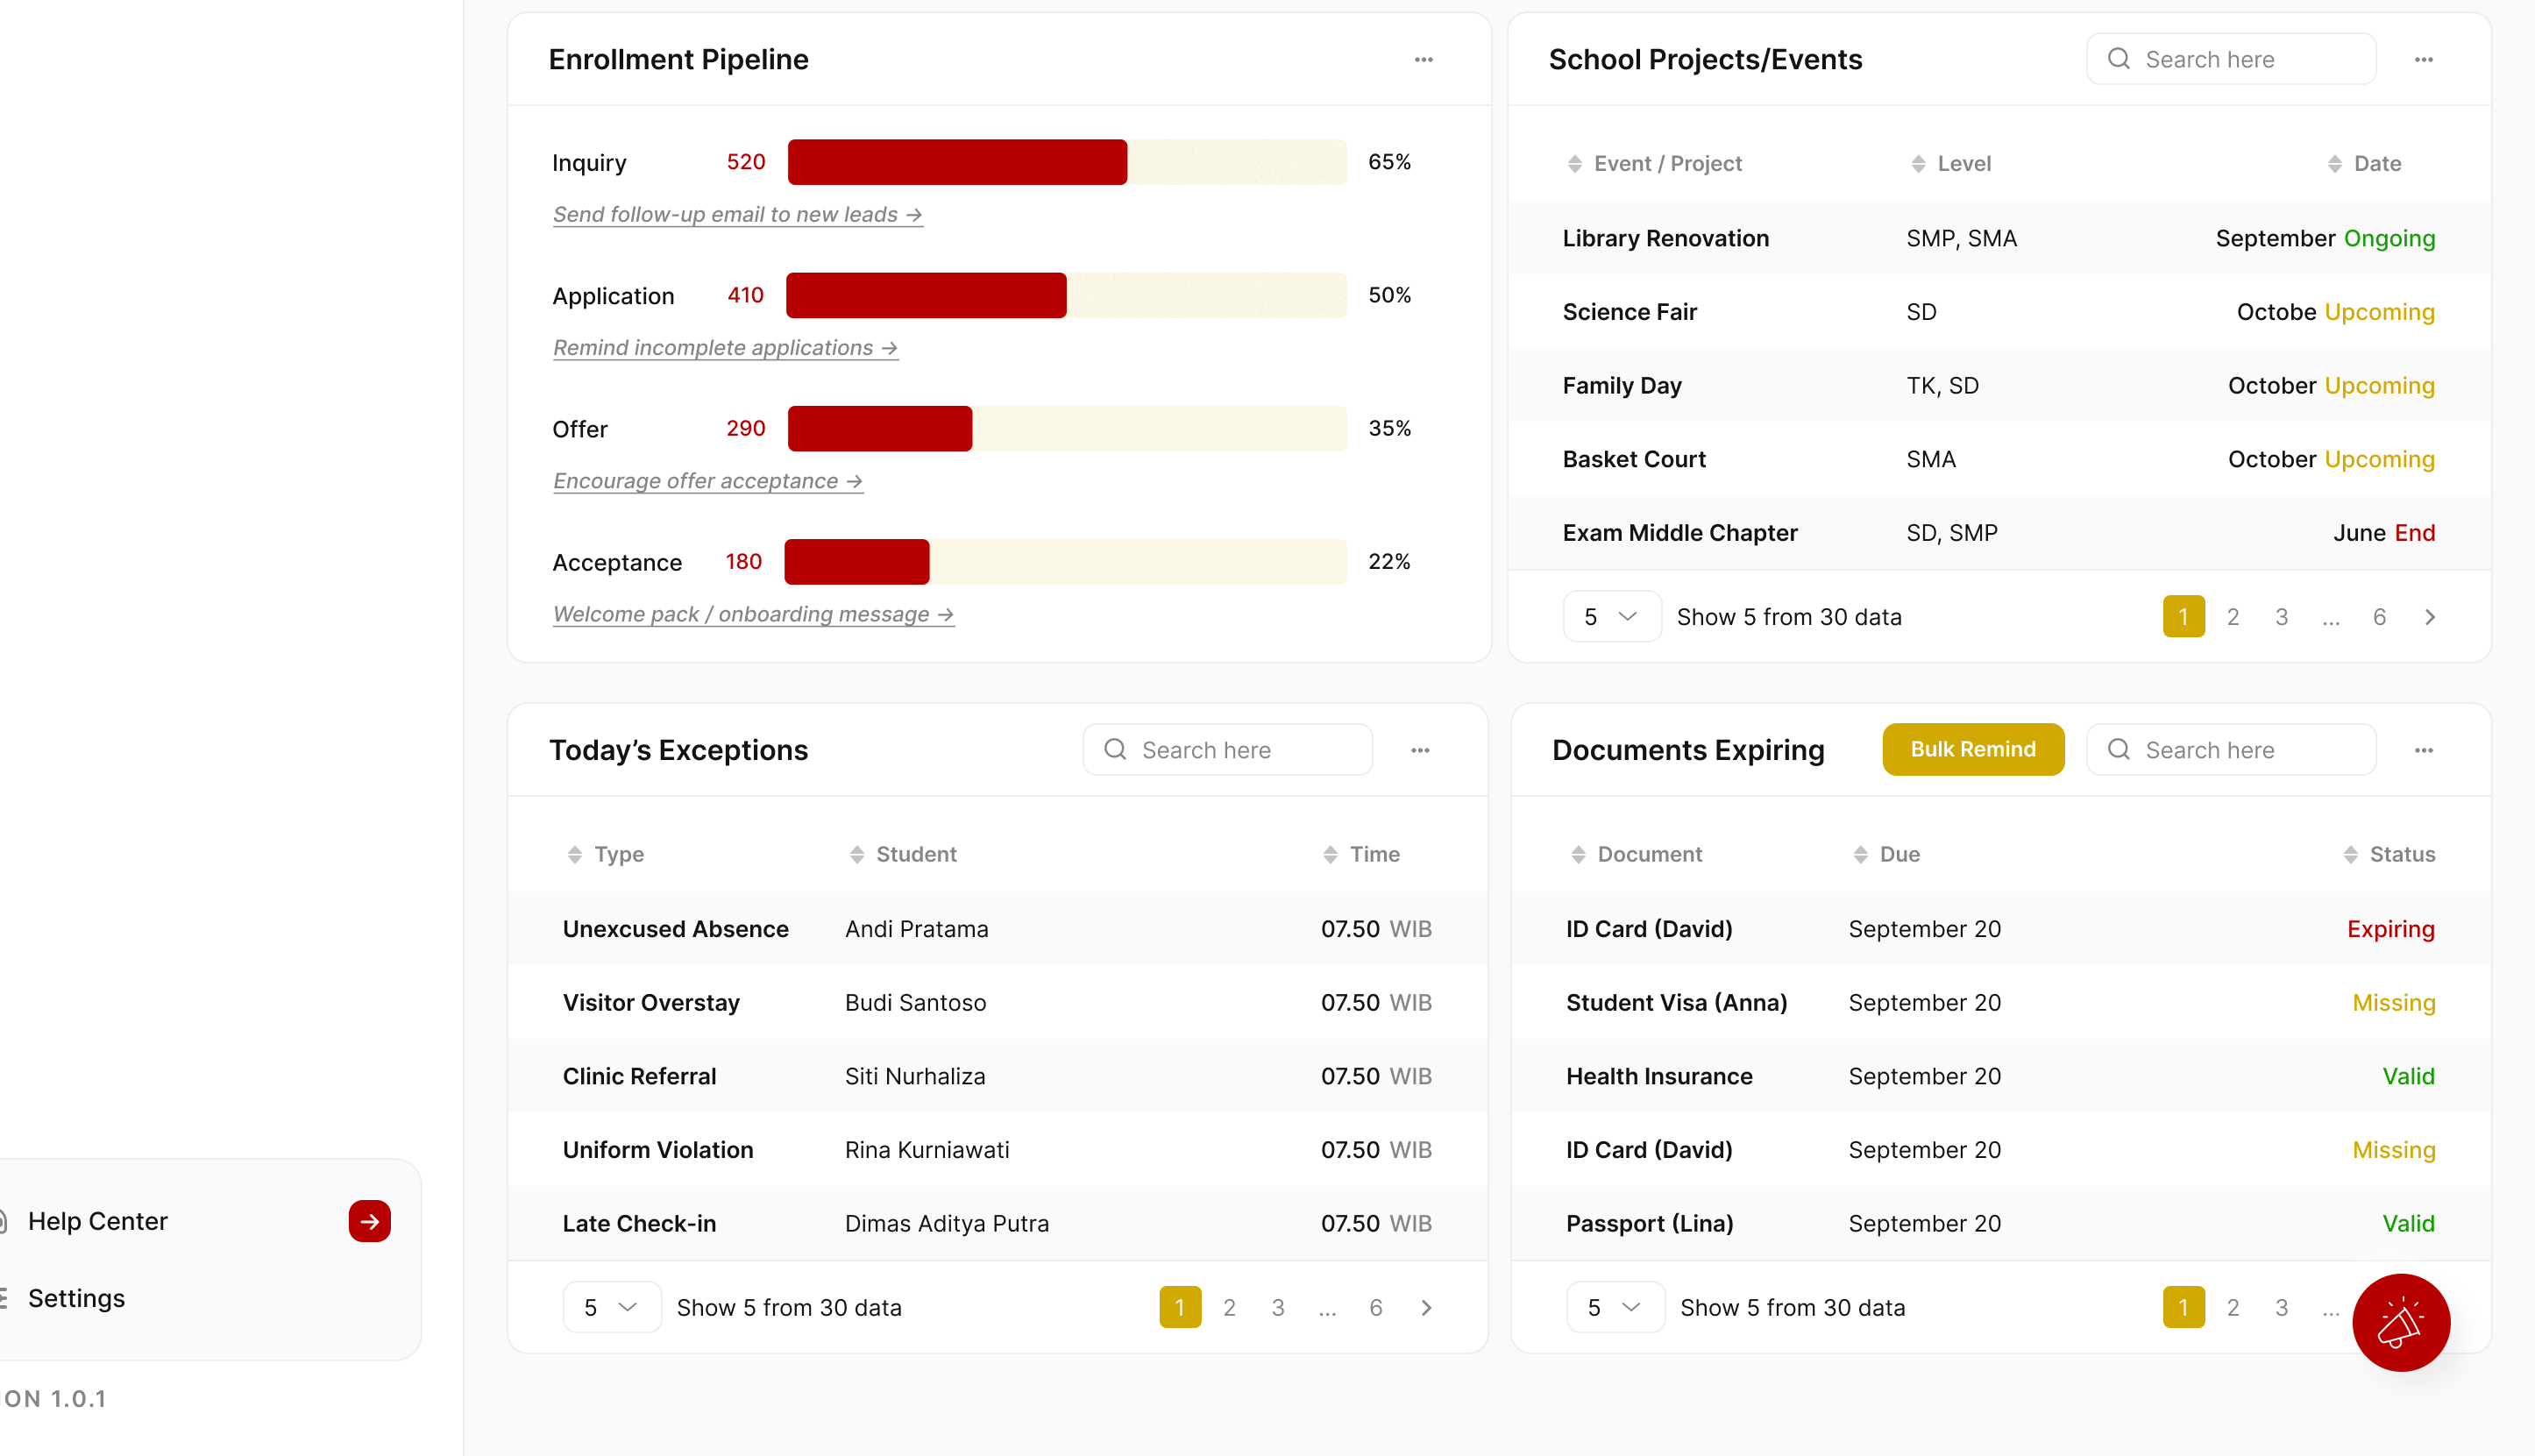 Enrollment Pipeline
Inquiry 520 65%
Send follow-up email to new leads →
Application 410 50%
Remind incomplete applications →
Offer 290 35%
Encourage offer acceptance →
Acceptance 180 22%
Welcome pack / onboarding message →
School Projects/Events Search here
Event / Project Level Date
Library Renovation SMP, SMA September Ongoing
Science Fair SD Octobe Upcoming
Family Day TK, SD October Upcoming
Basket Court SMA October Upcoming
Exam Middle Chapter SD, SMP June End
5 Show 5 from 30 data 1 2 3 ... 6
Today’s Exceptions Search here
Type Student Time
Unexcused Absence Andi Pratama 07.50 WIB
Visitor Overstay Budi Santoso 07.50 WIB
Clinic Referral Siti Nurhaliza 07.50 WIB
Uniform Violation Rina Kurniawati 07.50 WIB
Late Check-in Dimas Aditya Putra 07.50 WIB
5 Show 5 from 30 data 1 2 3 ... 6
Documents Expiring Bulk Remind Search here
Document Due Status
ID Card (David) September 20 Expiring
Student Visa (Anna) September 20 Missing
Health Insurance September 20 Valid
ID Card (David) September 20 Missing
Passport (Lina) September 20 Valid
5 Show 5 from 30 data 1 2 3 ...
Help Center
Settings
ION 1.0.1